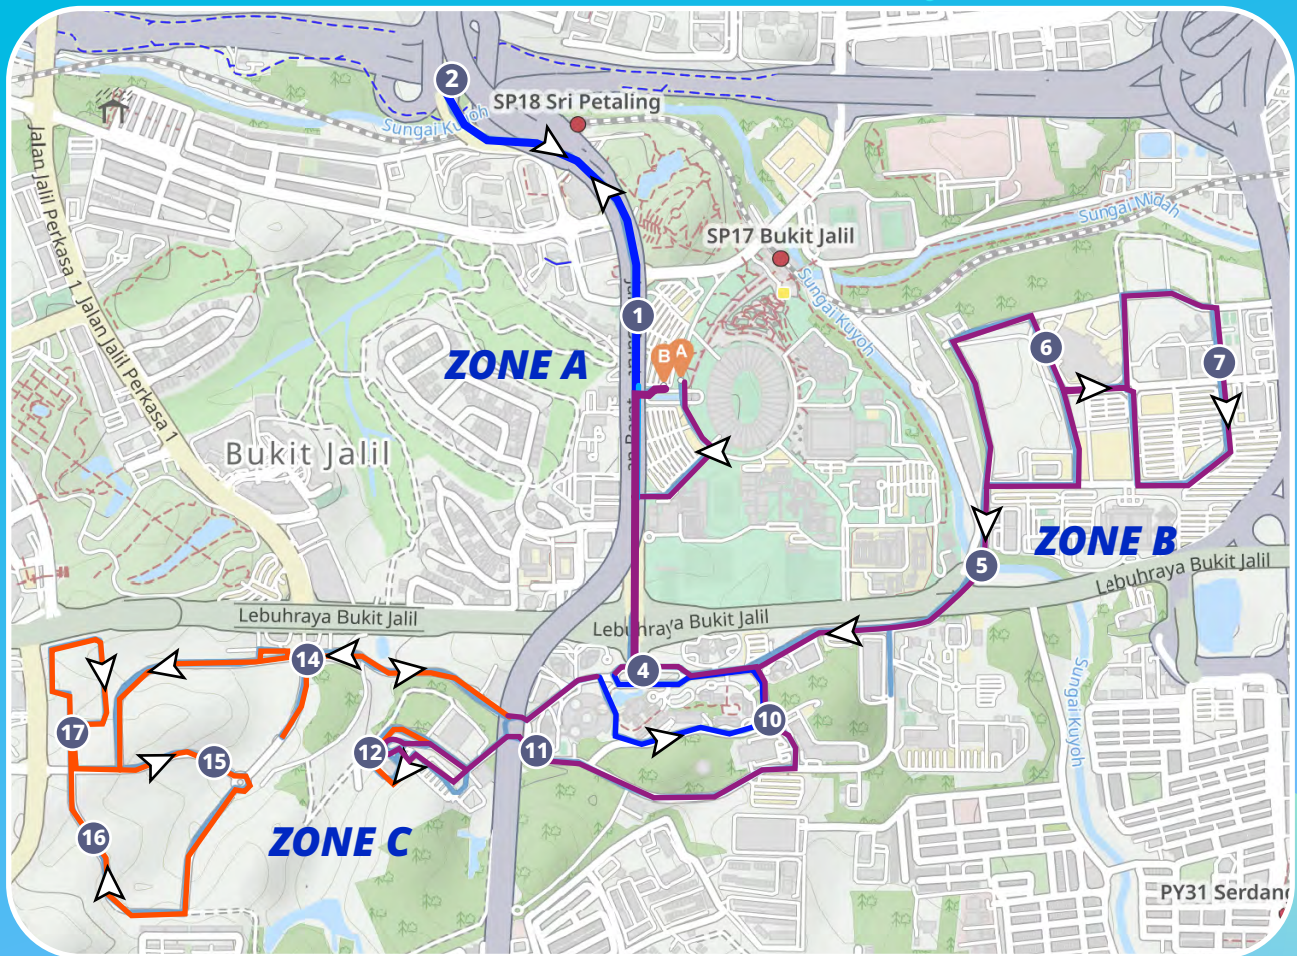 2
SP18 Sri Petaling
Sungai Kuyoh
Jalan Jalil Perkasa 1
Jalan Jalil Perkasa 1
Sungai Midah
SP17 Bukit Jalil
Sungai Kuyoh
1
B
A
6
7
ZONE A
Bukit Jalil
ZONE B
5
Lebuhraya Bukit Jalil
Lebuhraya Bukit Jalil
Lebuhraya Bukit Jalil
14
4
Sungai Kuyoh
17
10
12
11
15
16
ZONE C
PY31 Serdang